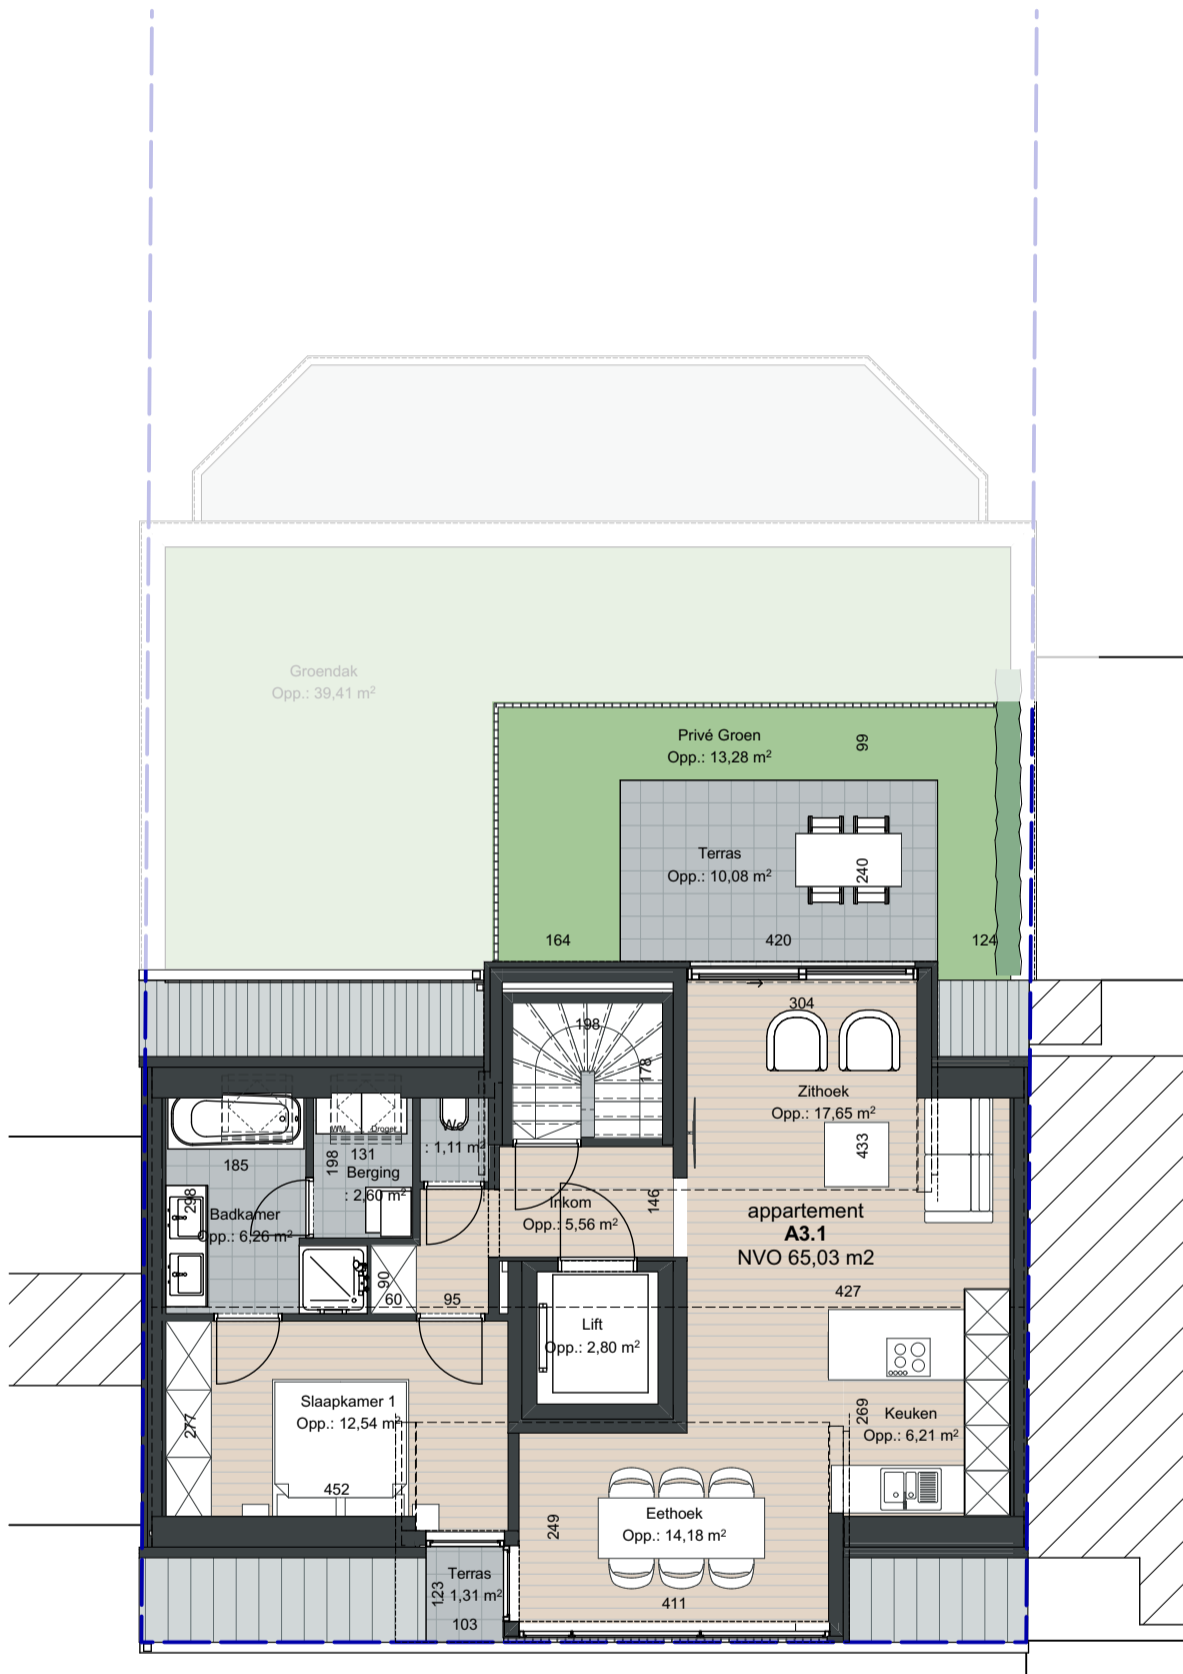 Groendak
Opp.: 39,41 m²
Privé Groen
Opp.: 13,28 m²
99
Terras
Opp.: 10,08 m²
240
164
420
124
304
198
178
Zithoek
Opp.: 17,65 m²
433
WM
Droger
Wc
: 1,11 m²
185
198
131
Berging
: 2,60 m²
298
Badkamer
Opp.: 6,26 m²
Inkom
Opp.: 5,56 m²
146
appartement
A3.1
NVO 65,03 m2
90
60
95
427
Lift
Opp.: 2,80 m²
Slaapkamer 1
Opp.: 12,54 m²
277
452
269
Keuken
Opp.: 6,21 m²
Eethoek
Opp.: 14,18 m²
249
411
Terras
1,31 m²
123
103